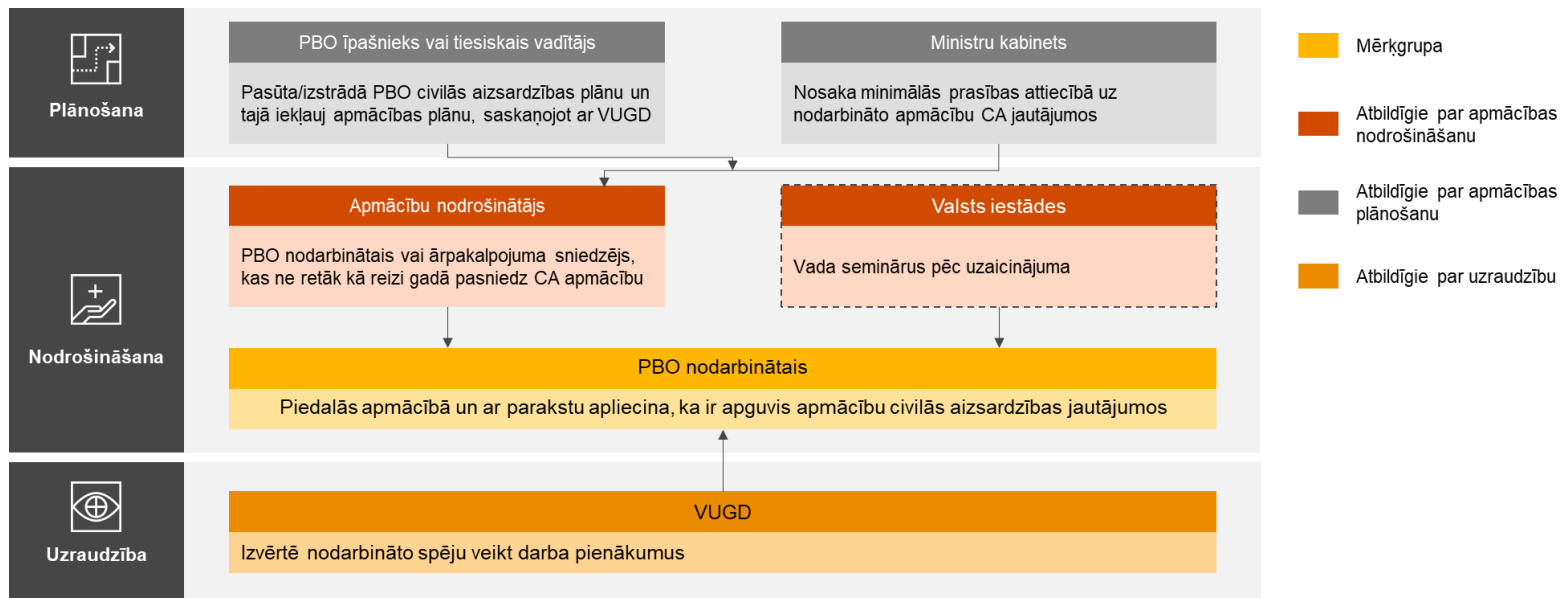 Plānošana
PBO īpašnieks vai tiesiskais vadītājs
Pasūta/izstrādā PBO civilās aizsardzības plānu un
tajā iekļauj apmācības plānu, saskaņojot ar VUGD
Ministru kabinets
Nosaka minimālās prasības attiecībā uz
nodarbināto apmācību CA jautājumos
Nodrošināšana
Apmācību nodrošinātājs
PBO nodarbinātais vai ārpakalpojuma sniedzējs,
kas ne retāk kā reizi gadā pasniedz CA apmācību
Valsts iestādes
Vada seminārus pēc uzaicinājuma
PBO nodarbinātais
Piedalās apmācībā un ar parakstu apliecina, ka ir apguvis apmācību civilās aizsardzības jautājumos
Uzraudzība
VUGD
Izvērtē nodarbināto spēju veikt darba pienākumus
Mērķgrupa
Atbildīgie par apmācības
nodrošināšanu
Atbildīgie par apmācības
plānošanu
Atbildīgie par uzraudzību